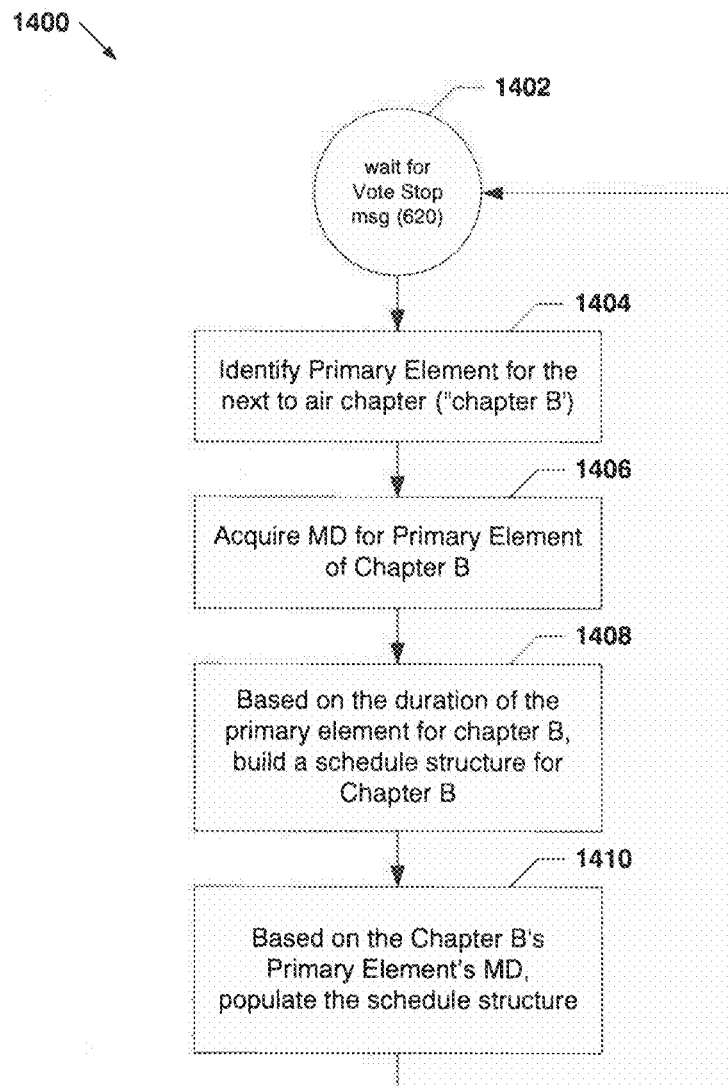 1400
1402
wait for
Vote Stop
msg (620)
1404
Identify Primary Element for the
next to air chapter ("chapter B')
1406
Acquire MD for Primary Element
of Chapter B
1408
Based on the duration of the
primary element for chapter B,
build a schedule structure for
Chapter B
1410
Based on the Chapter B's
Primary Element's MD,
populate the schedule structure